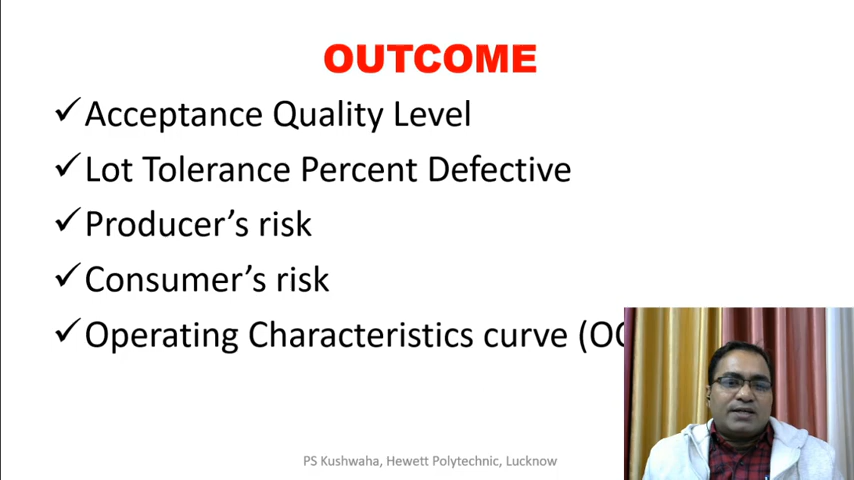 OUTCOME
✓ Acceptance Quality Level
✓ Lot Tolerance Percent Defective
✓ Producer’s risk
✓ Consumer’s risk
✓ Operating Characteristics curve
PS Kushwaha, Hewett Polytechnic, Lucknow